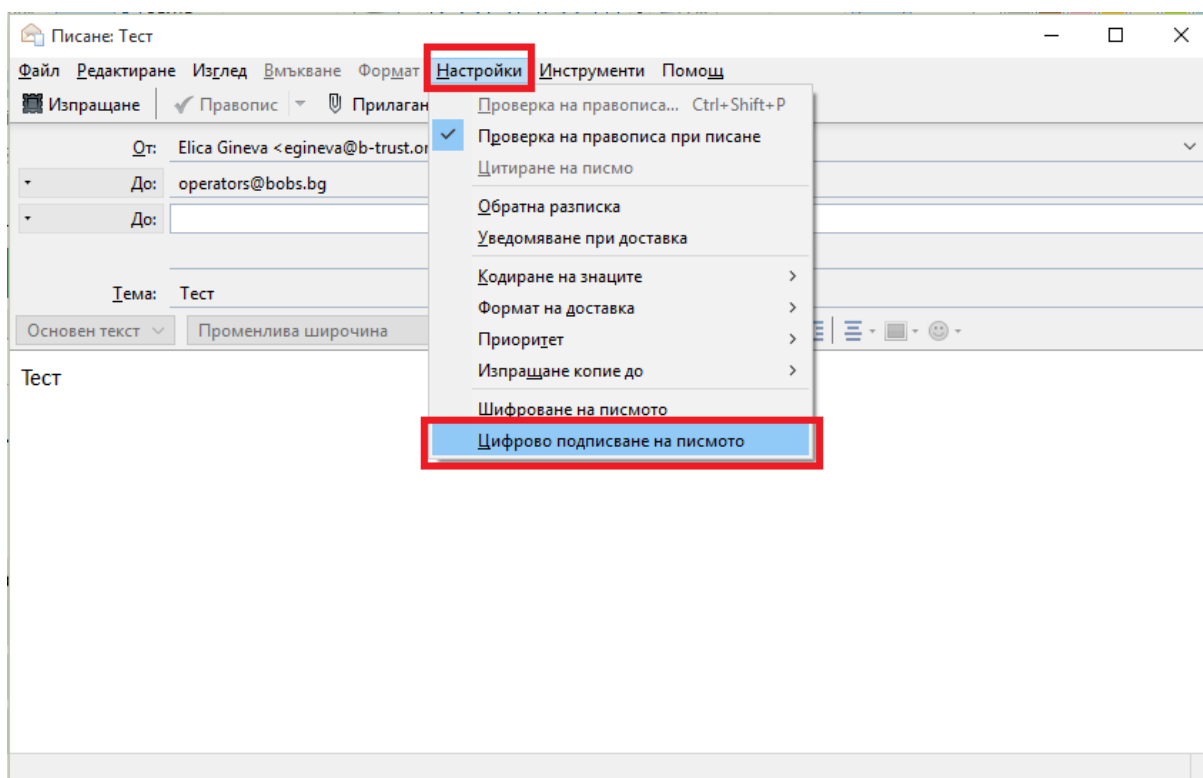 Писане: Тест
Файл Редактиране Изглед Вмъкване Формат Настройки Инструменти Помощ
Изпращане Правопис Прилаган
Проверка на правописа... Ctrl+Shift+P
Проверка на правописа при писане
Цитиране на писмо
Обратна разписка
Уведомяване при доставка
Кодиране на знаците
Формат на доставка
Приоритет
Изпращане копие до
Шифроване на писмото
Цифрово подписване на писмото
От: Elica Gineva <egineva@b-trust.or
До: operators@bobs.bg
До:
Тема: Тест
Основен текст Променлива широчина
Тест